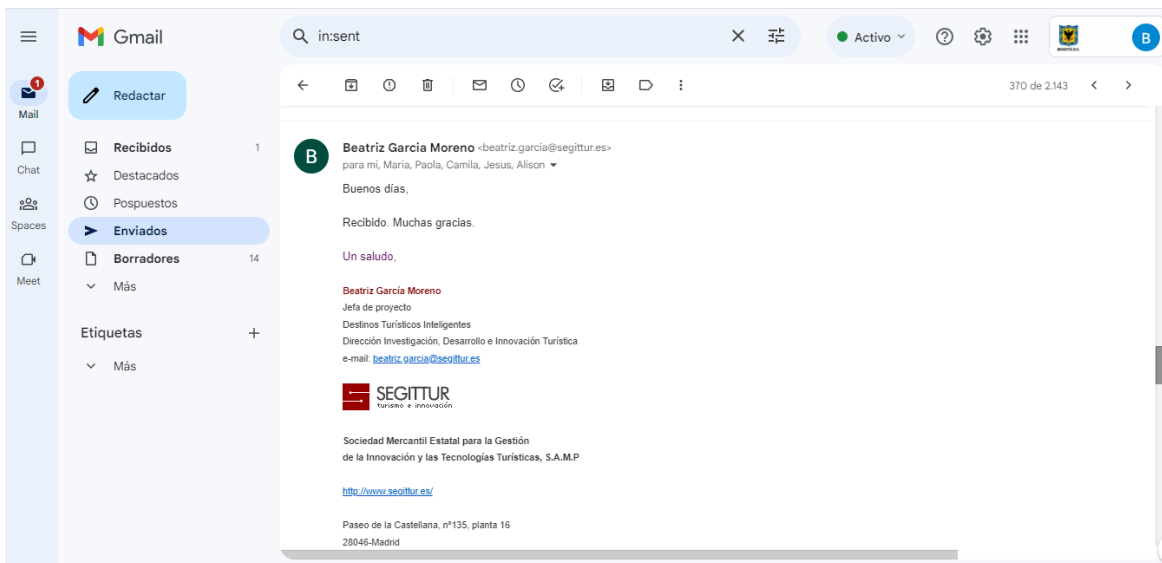 Gmail
in:sent
Activo
BOGOTÁ D.C.
B
1
Mail
Chat
Spaces
Meet
Redactar
Recibidos 1
Destacados
Pospuestos
Enviados
Borradores 14
Más
Etiquetas
Más
370 de 2.143
B
Beatriz Garcia Moreno <beatriz.garcia@segittur.es>
para mí, Maria, Paola, Camila, Jesus, Alison
Buenos días,
Recibido. Muchas gracias.
Un saludo,
Beatriz García Moreno
Jefa de proyecto
Destinos Turísticos Inteligentes
Dirección Investigación, Desarrollo e Innovación Turística
e-mail: beatriz.garcia@segittur.es
SEGITTUR
turismo e innovación
Sociedad Mercantil Estatal para la Gestión
de la Innovación y las Tecnologías Turísticas, S.A.M.P
http://www.segittur.es/
Paseo de la Castellana, nº135, planta 16
28046-Madrid